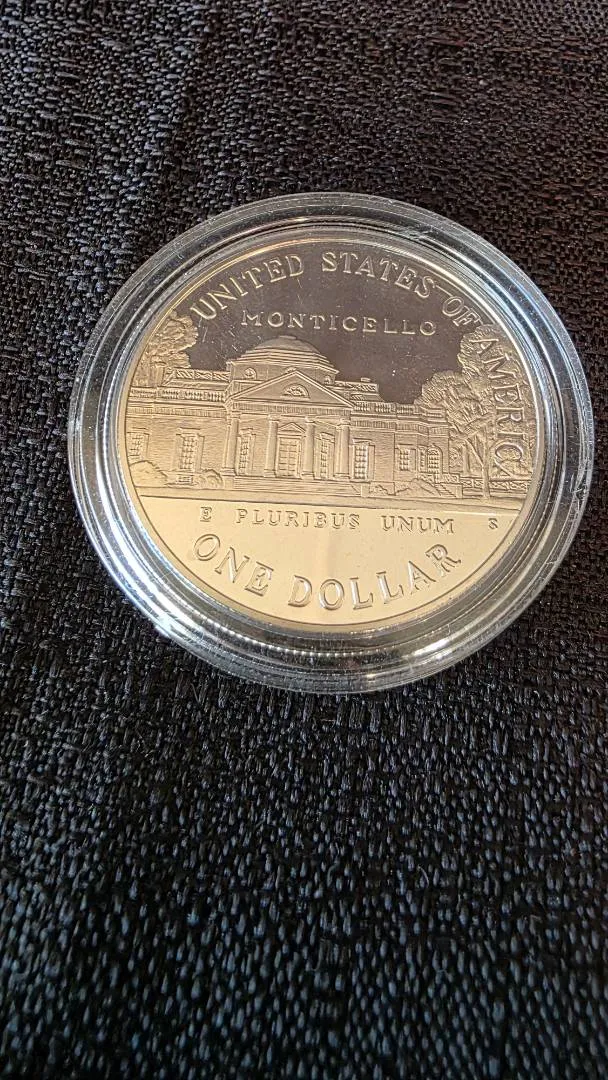 UNITED STATES OF AMERICA
MONTICELLO
E PLURIBUS UNUM S
ONE DOLLAR